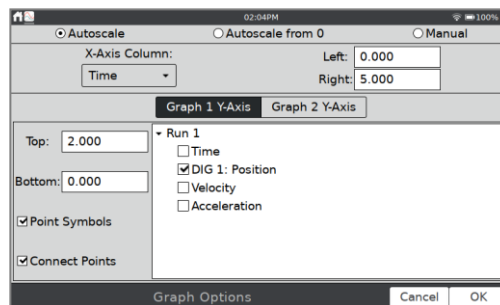 02:04PM 100%
Autoscale Autoscale from 0 Manual
X-Axis Column: Left: 0.000
Time Right: 5.000
Graph 1 Y-Axis Graph 2 Y-Axis
Top: 2.000
Bottom: 0.000
Point Symbols
Connect Points
Run 1
Time
DIG 1: Position
Velocity
Acceleration
Graph Options Cancel OK